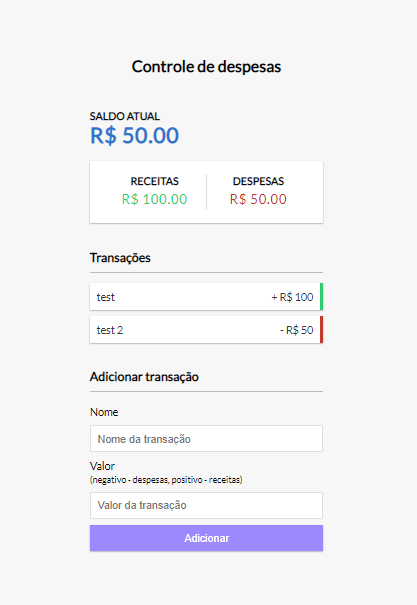 Controle de despesas
SALDO ATUAL
R$ 50.00
RECEITAS DESPESAS
R$ 100.00 R$ 50.00
Transações
test + R$ 100
test 2 - R$ 50
Adicionar transação
Nome
Nome da transação
Valor
(negativo - despesas, positivo - receitas)
Valor da transação
Adicionar